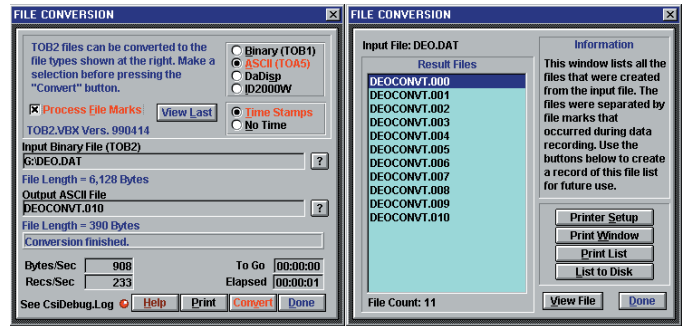 FILE CONVERSION
TOB2 files can be converted to the
file types shown at the right. Make a
selection before pressing the
"Convert" button.
Binary (TOB1)
ASCII (TOA5)
DaDisp
ID2000W
Process File Marks
View Last
Time Stamps
No Time
TOB2.VBX Vers. 990414
Input Binary File (TOB2)
G:\DEO.DAT
?
File Length = 6,128 Bytes
Output ASCII File
DEOCONVT.010
?
File Length = 390 Bytes
Conversion finished.
Bytes/Sec 908
To Go 00:00:00
Recs/Sec 233
Elapsed 00:00:01
See CsiDebug.Log
Help
Print
Convert
Done
FILE CONVERSION
Input File: DEO.DAT
Result Files
DEOCONVT.000
DEOCONVT.001
DEOCONVT.002
DEOCONVT.003
DEOCONVT.004
DEOCONVT.005
DEOCONVT.006
DEOCONVT.007
DEOCONVT.008
DEOCONVT.009
DEOCONVT.010
File Count: 11
Information
This window lists all the
files that were created
from the input file. The
files were separated by
file marks that
occurred during data
recording. Use the
buttons below to create
a record of this file list
for future use.
Printer Setup
Print Window
Print List
List to Disk
View File
Done